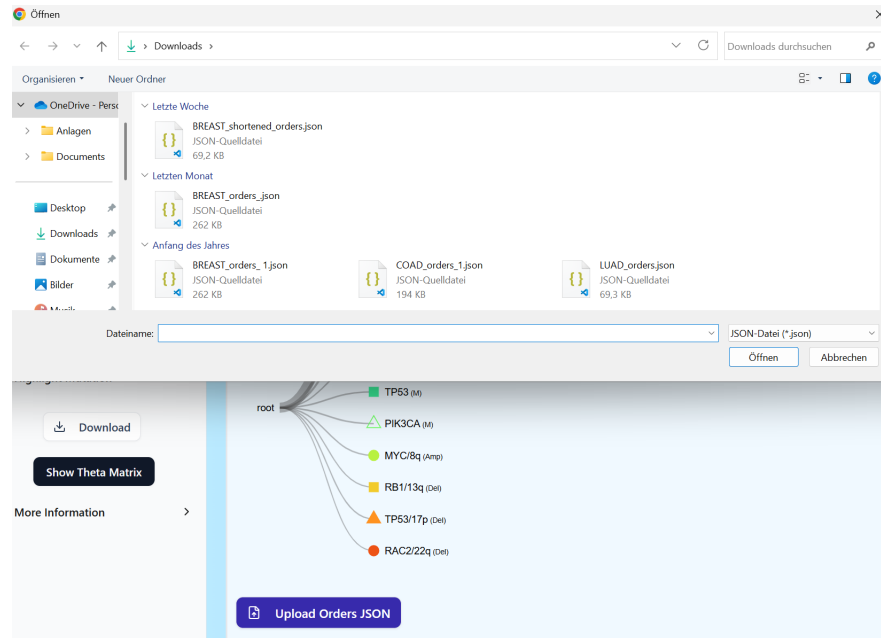 Öffnen
Downloads
Downloads durchsuchen
Organisieren
Neuer Ordner
OneDrive - Perso
Anlagen
Documents
Desktop
Downloads
Dokumente
Bilder
Letzte Woche
BREAST_shortened_orders.json
JSON-Quelldatei
69,2 KB
Letzten Monat
BREAST_orders_.json
JSON-Quelldatei
262 KB
Anfang des Jahres
BREAST_orders_ 1.json
JSON-Quelldatei
262 KB
COAD_orders_1.json
JSON-Quelldatei
194 KB
LUAD_orders.json
JSON-Quelldatei
69,3 KB
Dateiname:
JSON-Datei (*.json)
Öffnen
Abbrechen
Download
Show Theta Matrix
More Information
root
TP53 (M)
PIK3CA (M)
MYC/8q (Amp)
RB1/13q (Del)
TP53/17p (Del)
RAC2/22q (Del)
Upload Orders JSON